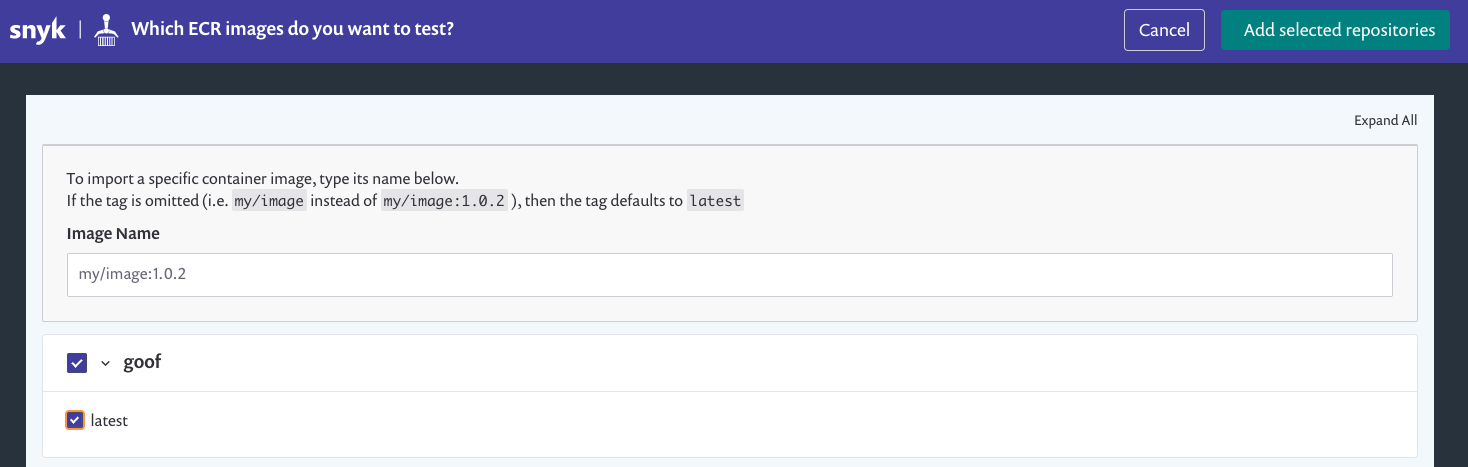 snyk | Which ECR images do you want to test? Cancel Add selected repositories
Expand All
To import a specific container image, type its name below.
If the tag is omitted (i.e. my/image instead of my/image:1.0.2 ), then the tag defaults to latest
Image Name
my/image:1.0.2
goof
latest